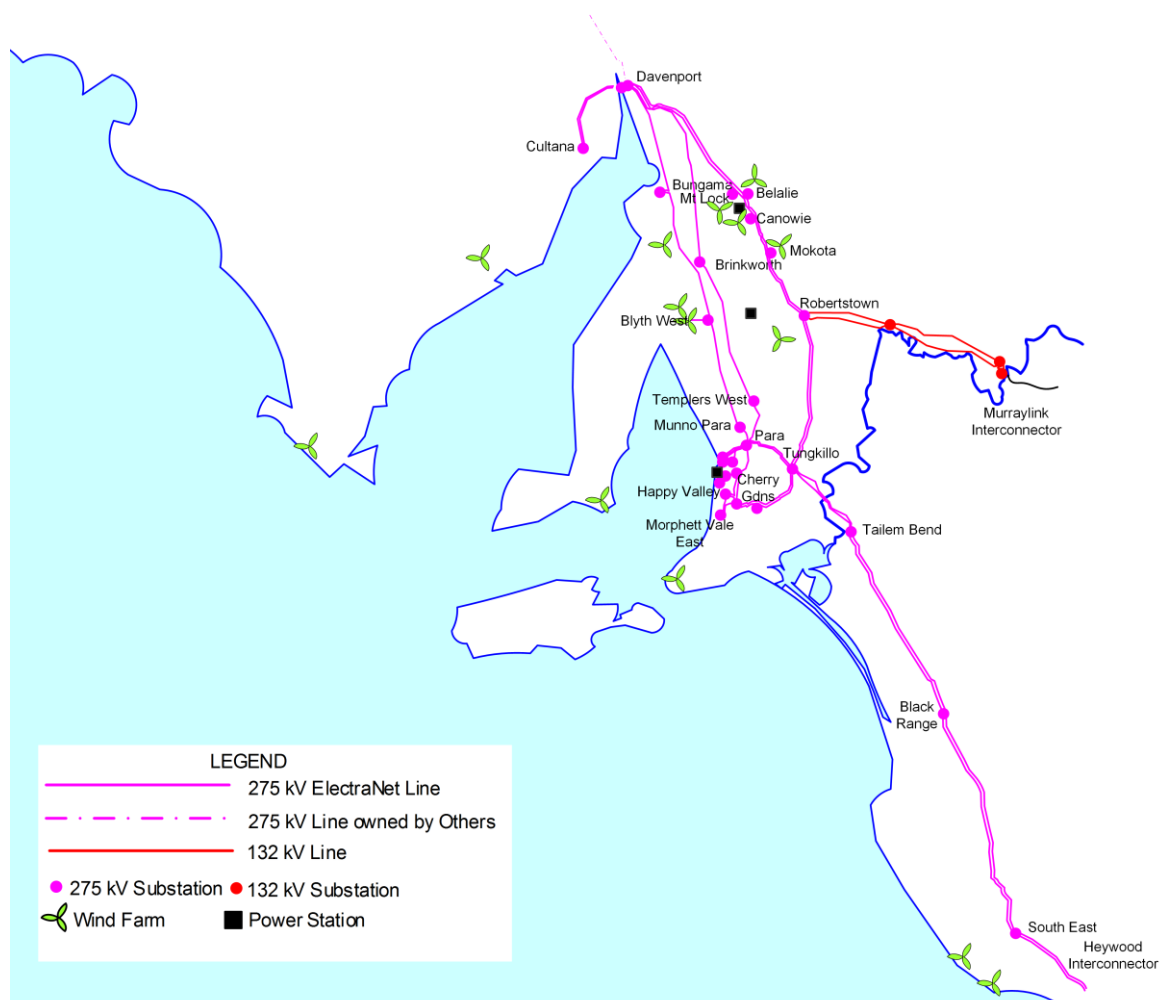 Davenport
Cultana
Bungama
Mt Lock
Belalie
Canowie
Mokota
Brinkworth
Robertstown
Blyth West
Templers West
Murraylink
Interconnector
Munno Para
Para
Tungkillo
Cherry
Gdns
Happy Valley
Morphett Vale
East
Tailem Bend
Black
Range
South East
Heywood
Interconnector
LEGEND
275 kV ElectraNet Line
275 kV Line owned by Others
132 kV Line
275 kV Substation
132 kV Substation
Wind Farm
Power Station